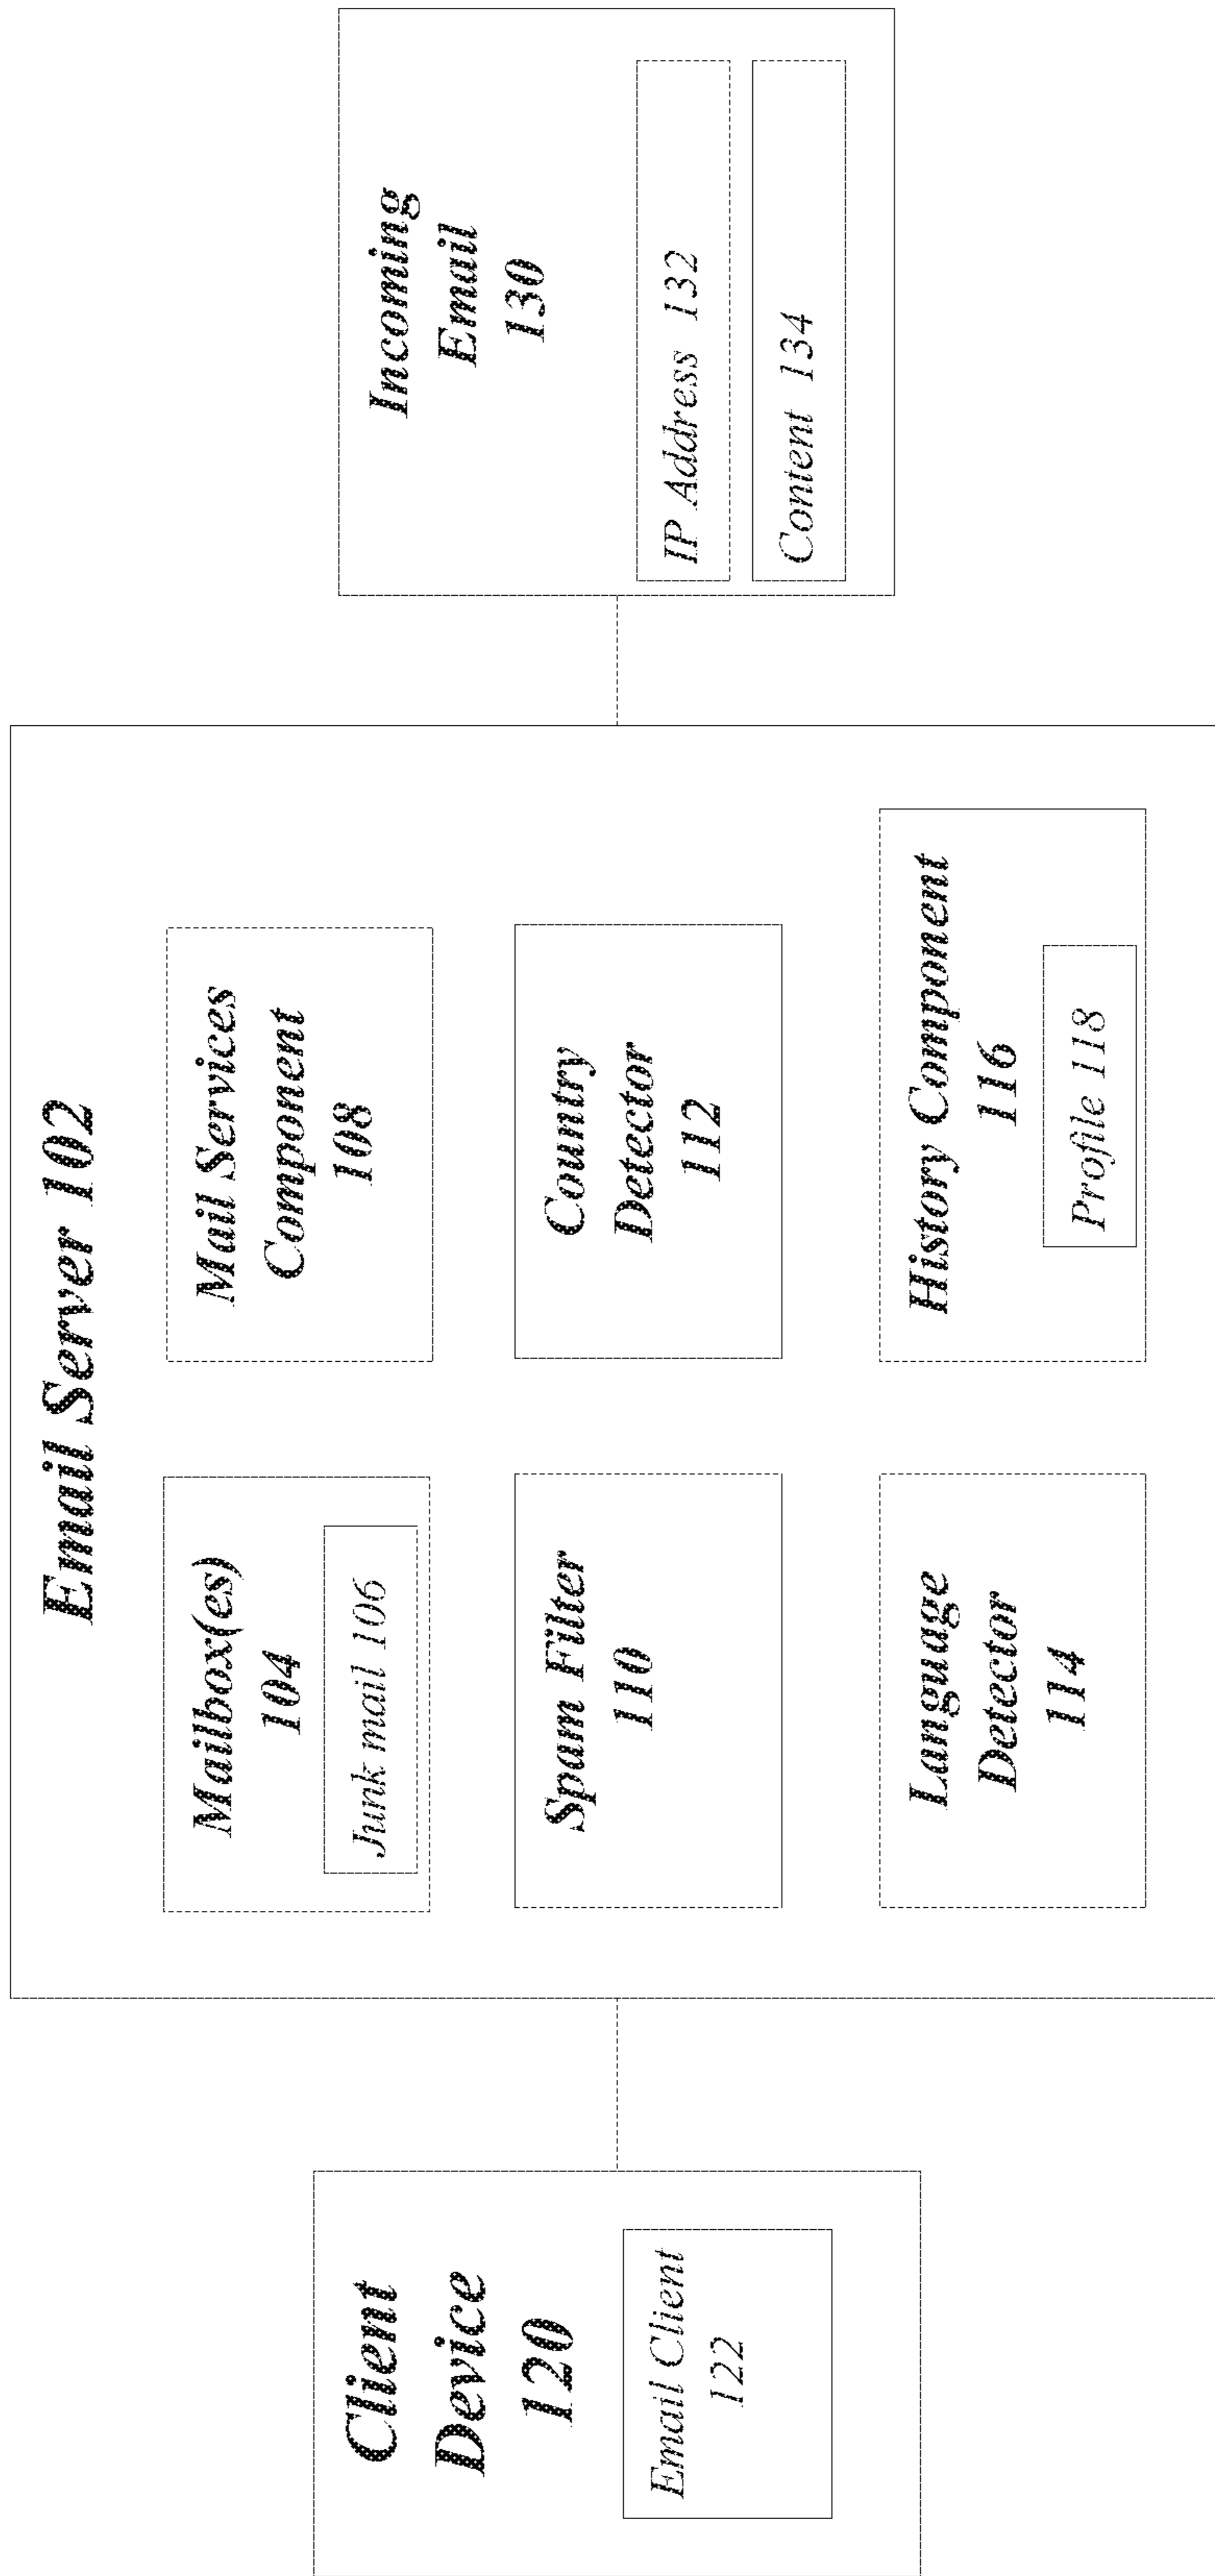 Email Server 102
Client
Device
120
Email Client
122
Mailbox(es)
104
Junk mail 106
Mail Services
Component
108
Spam Filter
110
Country
Detector
112
Language
Detector
114
History Component
116
Profile 118
Incoming
Email
130
IP Address 132
Content 134